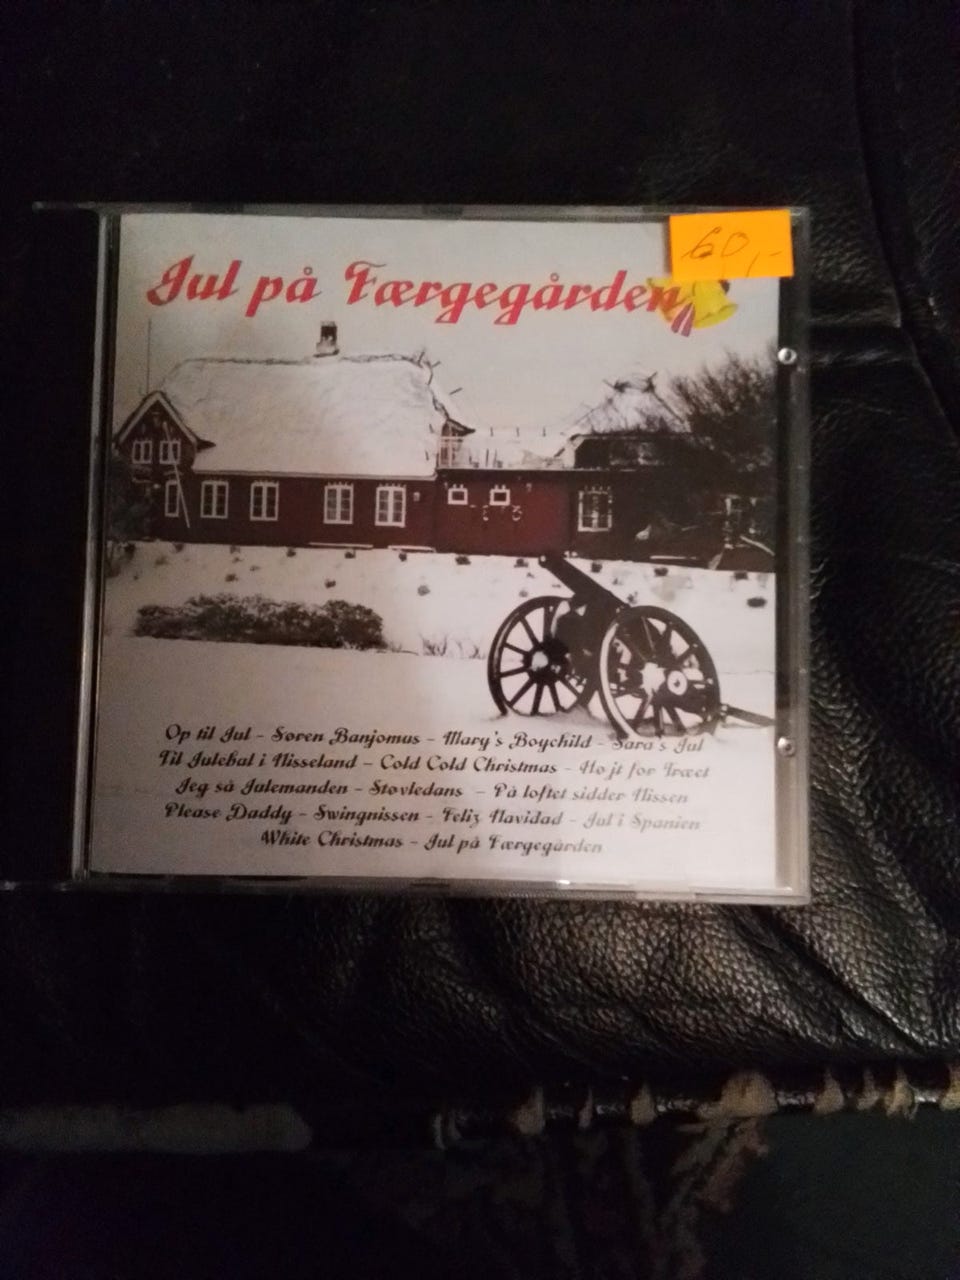 60,-
Jul på Færgegården
Op til Jul - Søren Banjomus - Mary's Boychild - Sara's Jul
Til Julebal i Nisseland - Cold Cold Christmas - Højt for Træet
Jeg så Julemanden - Støvledans - På loftet sidder Nissen
Please Daddy - Swingnissen - Feliz Navidad - Jul i Spanien
White Christmas - Jul på Færgegården